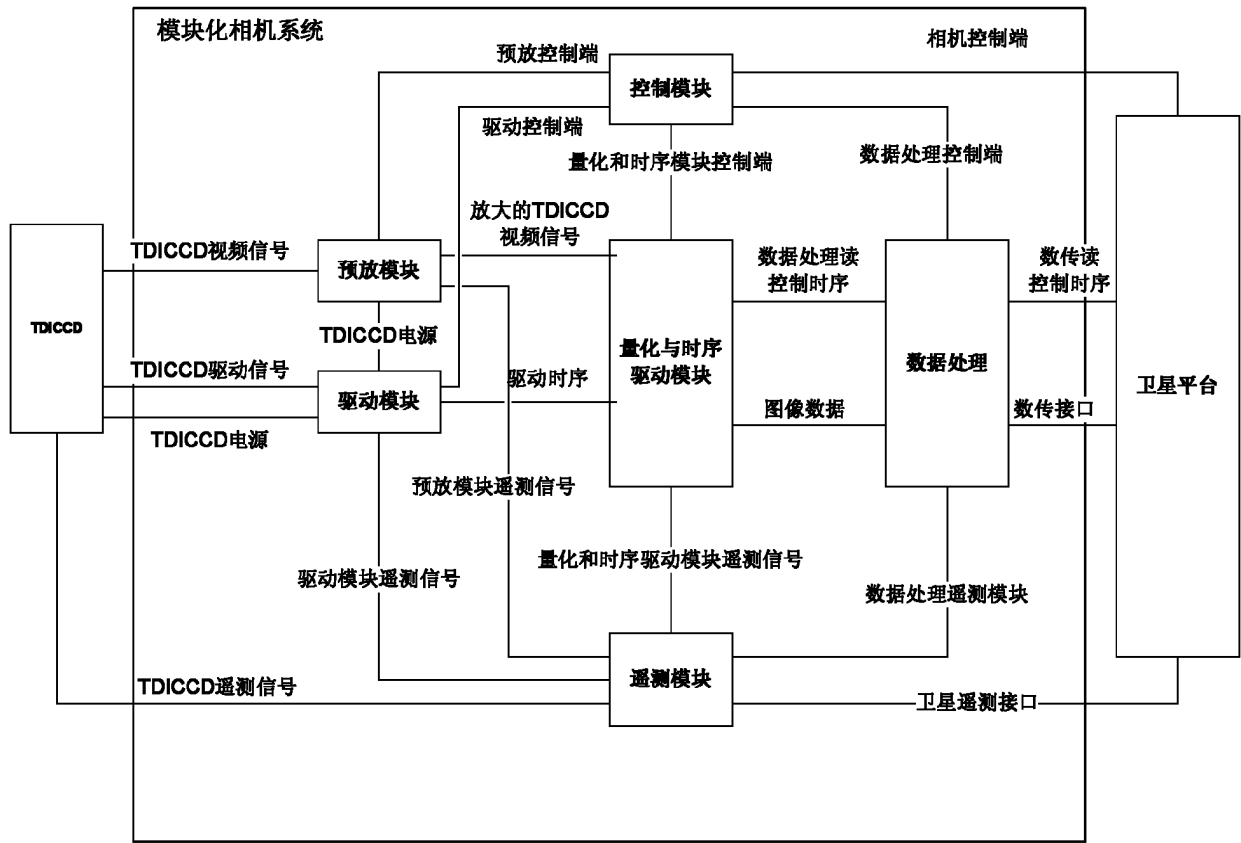 模块化相机系统
预放控制端
相机控制端
控制模块
驱动控制端
量化和时序模块控制端
数据处理控制端
放大的TDICCD
视频信号
TDICCD视频信号
预放模块
数据处理读
控制时序
数传读
控制时序
TDICCD
TDICCD电源
量化与时序
驱动模块
数据处理
TDICCD驱动信号
驱动时序
卫星平台
驱动模块
图像数据
数传接口
TDICCD电源
预放模块遥测信号
量化和时序驱动模块遥测信号
驱动模块遥测信号
数据处理遥测模块
遥测模块
TDICCD遥测信号
卫星遥测接口